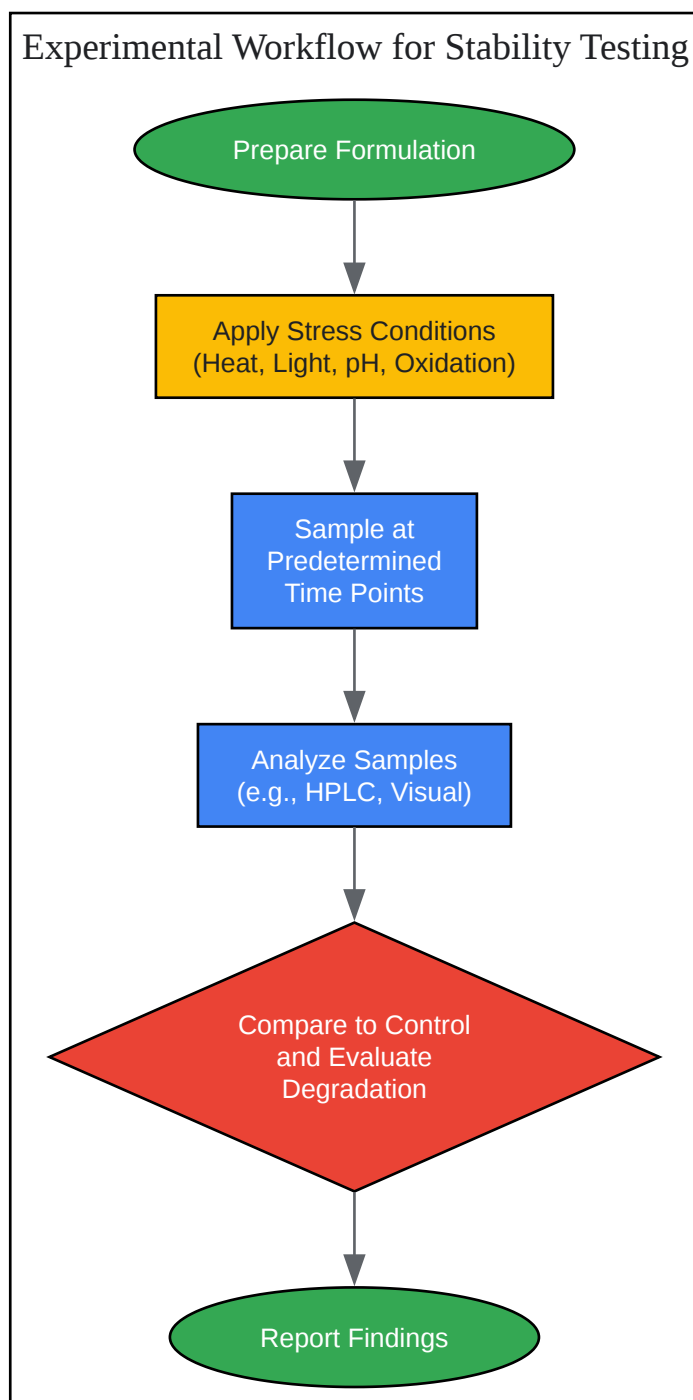 Experimental Workflow for Stability Testing
Prepare Formulation
Apply Stress Conditions
(Heat, Light, pH, Oxidation)
Sample at
Predetermined
Time Points
Analyze Samples
(e.g., HPLC, Visual)
Compare to Control
and Evaluate
Degradation
Report Findings